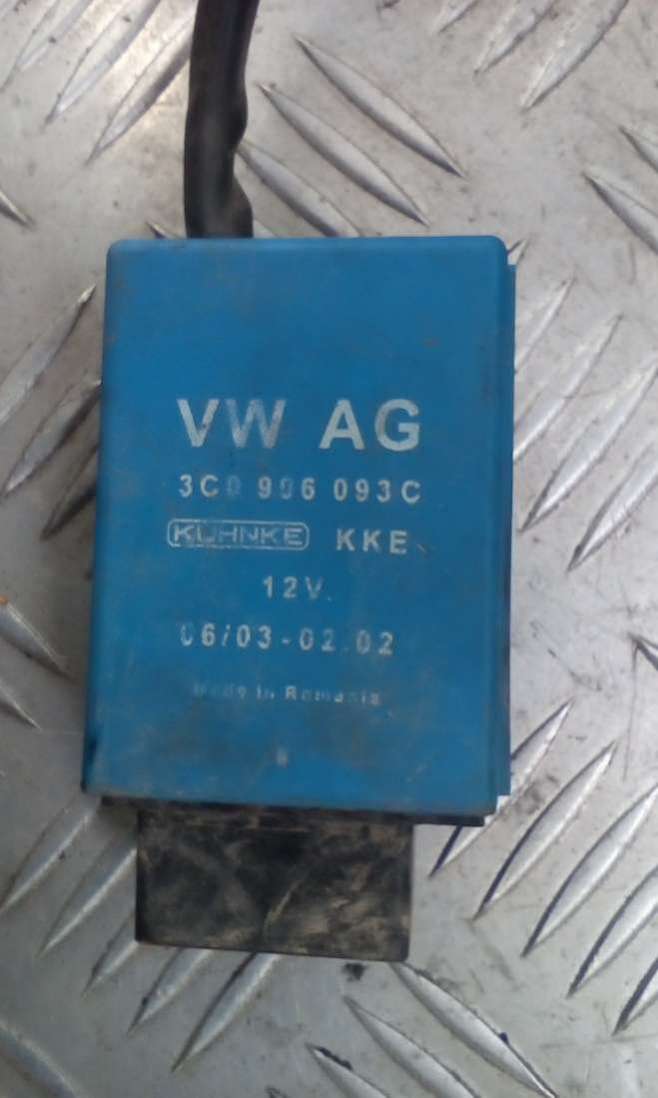 VW AG
3C0 906 093C
KUHNKE KKE
12V.
06/03-02.02
Made in Romania